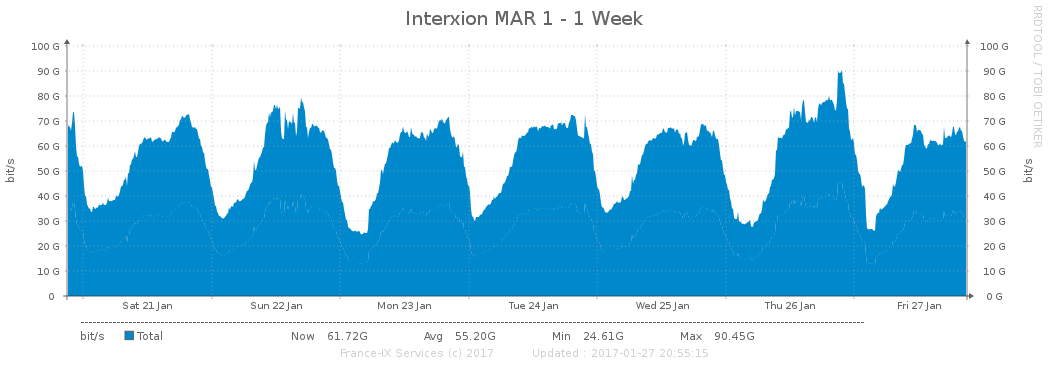 Interxion MAR 1 - 1 Week
RRDTOOL / TOBI OETIKER
bit/s
100 G
90 G
80 G
70 G
60 G
50 G
40 G
30 G
20 G
10 G
0
100 G
90 G
80 G
70 G
60 G
50 G
40 G
30 G
20 G
10 G
0 G
bit/s
Sat 21 Jan Sun 22 Jan Mon 23 Jan Tue 24 Jan Wed 25 Jan Thu 26 Jan Fri 27 Jan
bit/s Total Now 61.72G Avg 55.20G Min 24.61G Max 90.45G
France-IX Services (c) 2017 Updated : 2017-01-27 20:55:15